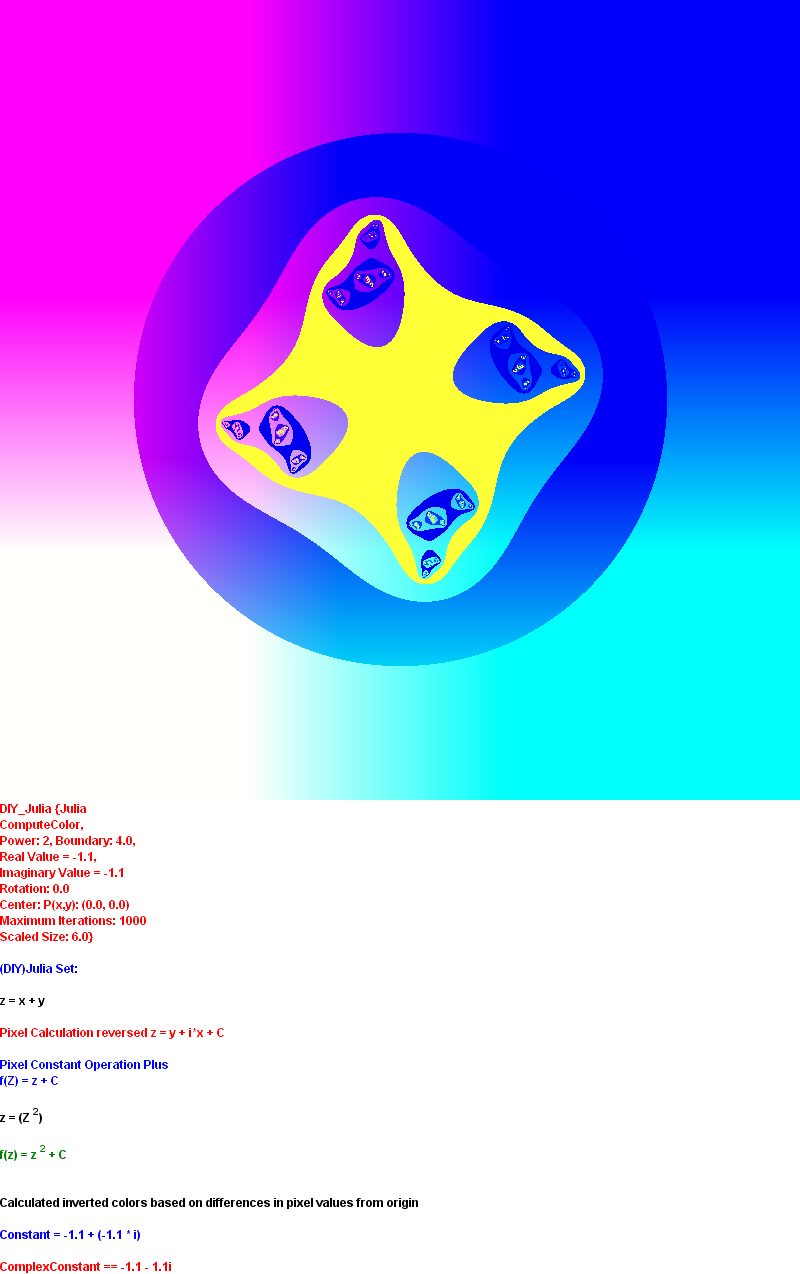 DIY_Julia {Julia
ComputeColor,
Power: 2, Boundary: 4.0,
Real Value = -1.1,
Imaginary Value = -1.1
Rotation: 0.0
Center: P(x,y): (0.0, 0.0)
Maximum Iterations: 1000
Scaled Size: 6.0}
(DIY)Julia Set:
z = x + y
Pixel Calculation reversed z = y + i*x + C
Pixel Constant Operation Plus
f(Z) = z + C
z = (Z 2)
f(z) = z 2 + C
Calculated inverted colors based on differences in pixel values from origin
Constant = -1.1 + (-1.1 * i)
ComplexConstant == -1.1 - 1.1i